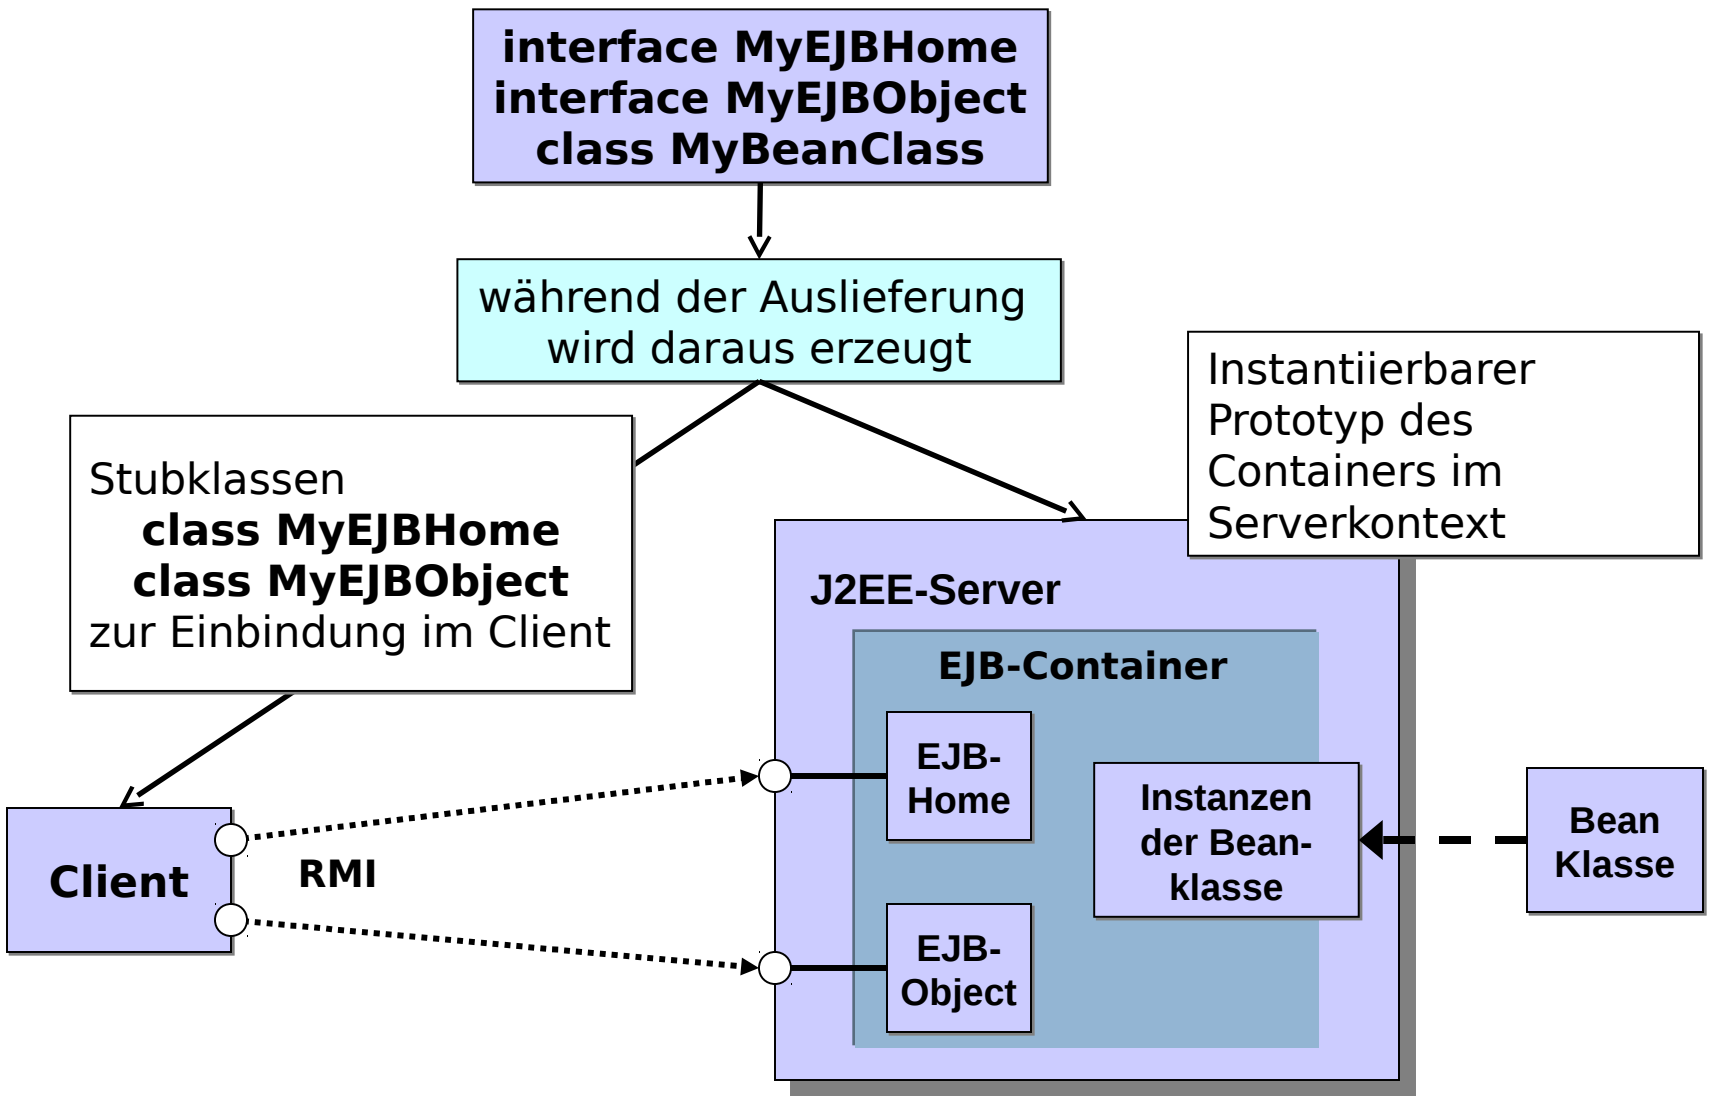 interface MyEJBHome
interface MyEJBObject
class MyBeanClass
während der Auslieferung
wird daraus erzeugt
Instantiierbarer
Prototyp des
Containers im
Serverkontext
Stubklassen
class MyEJBHome
class MyEJBObject
zur Einbindung im Client
J2EE-Server
EJB-Container
EJB-
Home
Instanzen
der Bean-
klasse
Bean
Klasse
Client
RMI
EJB-
Object